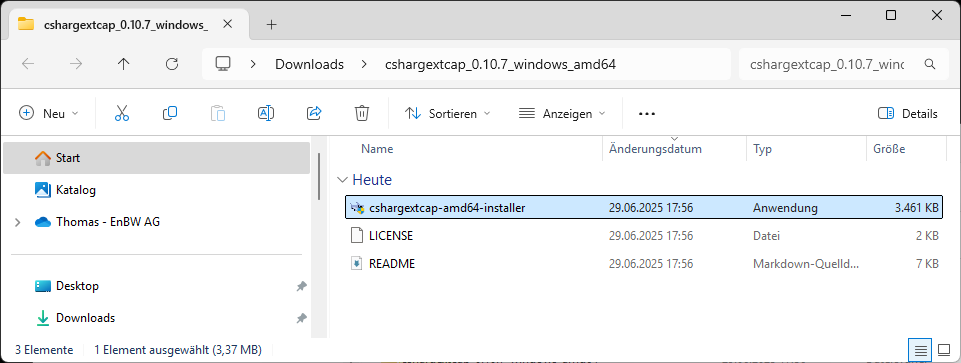 cshargextcap_0.10.7_windows_
Downloads cshargextcap_0.10.7_windows_amd64 cshargextcap_0.10.7_winc
Neu Sortieren Anzeigen Details
Start
Katalog
Thomas - EnBW AG
Desktop
Downloads
Name Änderungsdatum Typ Größe
Heute
cshargextcap-amd64-installer 29.06.2025 17:56 Anwendung 3.461 KB
LICENSE 29.06.2025 17:56 Datei 2 KB
README 29.06.2025 17:56 Markdown-Quelld... 7 KB
3 Elemente 1 Element ausgewählt (3,37 MB)